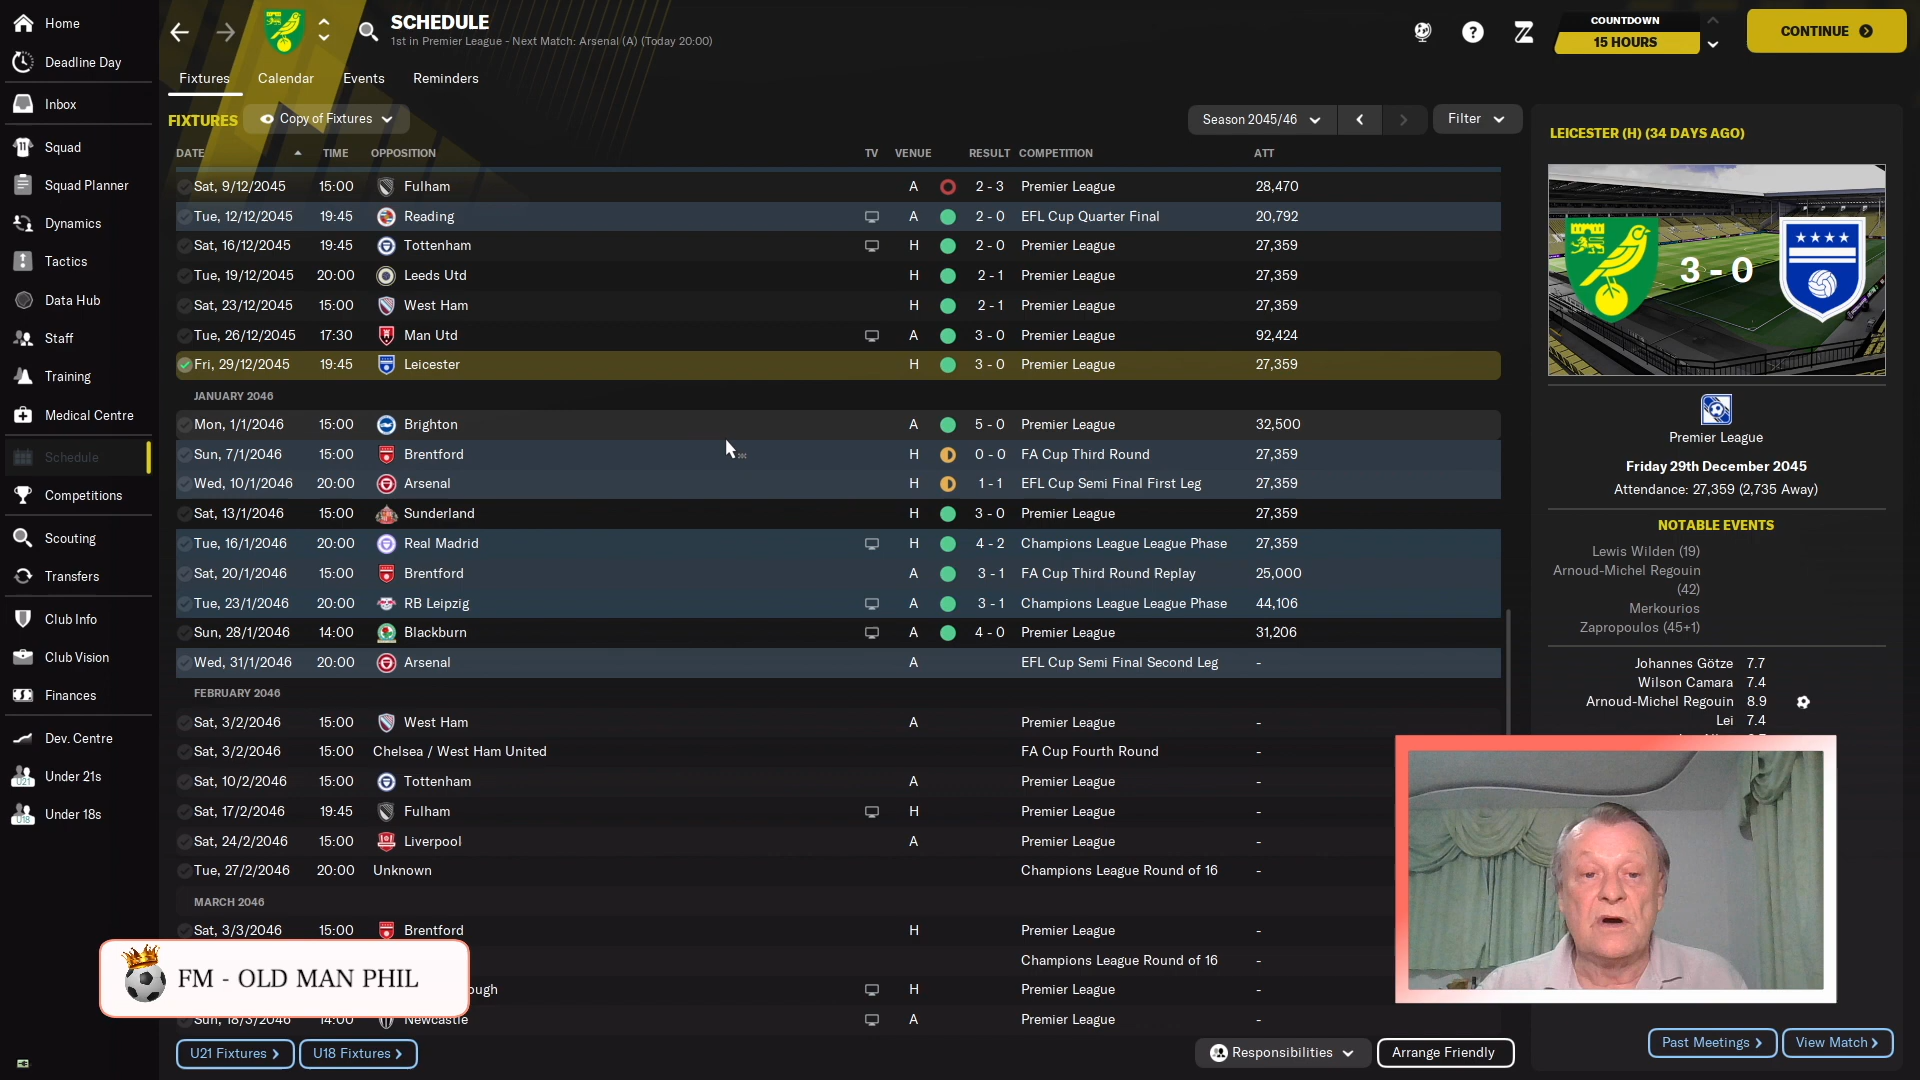 Home
Deadline Day
Inbox
Squad
Squad Planner
Dynamics
Tactics
Data Hub
Staff
Training
Medical Centre
Schedule
Competitions
Scouting
Transfers
Club Info
Club Vision
Finances
Dev. Centre
Under 21s
Under 18s
SCHEDULE
1st in Premier League - Next Match: Arsenal (A) (Today 20:00)
COUNTDOWN
15 HOURS
CONTINUE
Fixtures Calendar Events Reminders
FIXTURES Copy of Fixtures Season 2045/46 Filter
DATE TIME OPPOSITION TV VENUE RESULT COMPETITION ATT
Sat, 9/12/2045 15:00 Fulham A 2 - 3 Premier League 28,470
Tue, 12/12/2045 19:45 Reading A 2 - 0 EFL Cup Quarter Final 20,792
Sat, 16/12/2045 19:45 Tottenham H 2 - 0 Premier League 27,359
Tue, 19/12/2045 20:00 Leeds Utd H 2 - 1 Premier League 27,359
Sat, 23/12/2045 15:00 West Ham H 2 - 1 Premier League 27,359
Tue, 26/12/2045 17:30 Man Utd A 3 - 0 Premier League 92,424
Fri, 29/12/2045 19:45 Leicester H 3 - 0 Premier League 27,359
JANUARY 2046
Mon, 1/1/2046 15:00 Brighton A 5 - 0 Premier League 32,500
Sun, 7/1/2046 15:00 Brentford H 0 - 0 FA Cup Third Round 27,359
Wed, 10/1/2046 20:00 Arsenal H 1 - 1 EFL Cup Semi Final First Leg 27,359
Sat, 13/1/2046 15:00 Sunderland H 3 - 0 Premier League 27,359
Tue, 16/1/2046 20:00 Real Madrid H 4 - 2 Champions League League Phase 27,359
Sat, 20/1/2046 15:00 Brentford A 3 - 1 FA Cup Third Round Replay 25,000
Tue, 23/1/2046 20:00 RB Leipzig A 3 - 1 Champions League League Phase 44,106
Sun, 28/1/2046 14:00 Blackburn A 4 - 0 Premier League 31,206
Wed, 31/1/2046 20:00 Arsenal A EFL Cup Semi Final Second Leg -
FEBRUARY 2046
Sat, 3/2/2046 15:00 West Ham A Premier League -
Sat, 3/2/2046 15:00 Chelsea / West Ham United FA Cup Fourth Round -
Sat, 10/2/2046 15:00 Tottenham A Premier League -
Sat, 17/2/2046 19:45 Fulham H Premier League -
Sat, 24/2/2046 15:00 Liverpool A Premier League -
Tue, 27/2/2046 20:00 Unknown Champions League Round of 16 -
MARCH 2046
Sat, 3/3/2046 15:00 Brentford H Premier League -
Champions League Round of 16 -
ough H Premier League -
Sun, 18/3/2046 14:00 Newcastle A Premier League -
FM - OLD MAN PHIL
U21 Fixtures U18 Fixtures Responsibilities Arrange Friendly
LEICESTER (H) (34 DAYS AGO)
3 - 0
Premier League
Friday 29th December 2045
Attendance: 27,359 (2,735 Away)
NOTABLE EVENTS
Lewis Wilden (19)
Arnoud-Michel Regouin
(42)
Merkourios
Zapropoulos (45+1)
Johannes Götze 7.7
Wilson Camara 7.4
Arnoud-Michel Regouin 8.9
Lei 7.4
Past Meetings View Match